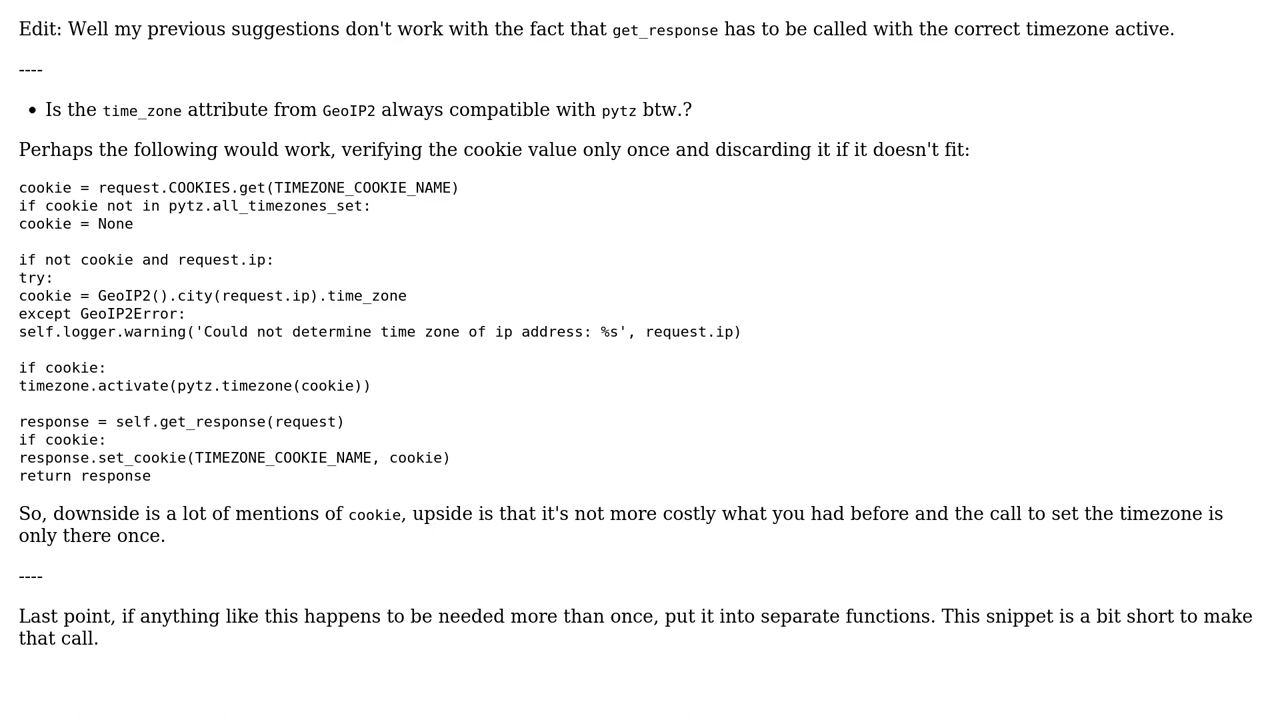 Edit: Well my previous suggestions don't work with the fact that get_response has to be called with the correct timezone active.
----
• Is the time_zone attribute from GeoIP2 always compatible with pytz btw.?
Perhaps the following would work, verifying the cookie value only once and discarding it if it doesn't fit:
cookie = request.COOKIES.get(TIMEZONE_COOKIE_NAME)
if cookie not in pytz.all_timezones_set:
cookie = None
if not cookie and request.ip:
try:
cookie = GeoIP2().city(request.ip).time_zone
except GeoIP2Error:
self.logger.warning('Could not determine time zone of ip address: %s', request.ip)
if cookie:
timezone.activate(pytz.timezone(cookie))
response = self.get_response(request)
if cookie:
response.set_cookie(TIMEZONE_COOKIE_NAME, cookie)
return response
So, downside is a lot of mentions of cookie, upside is that it's not more costly what you had before and the call to set the timezone is
only there once.
----
Last point, if anything like this happens to be needed more than once, put it into separate functions. This snippet is a bit short to make
that call.